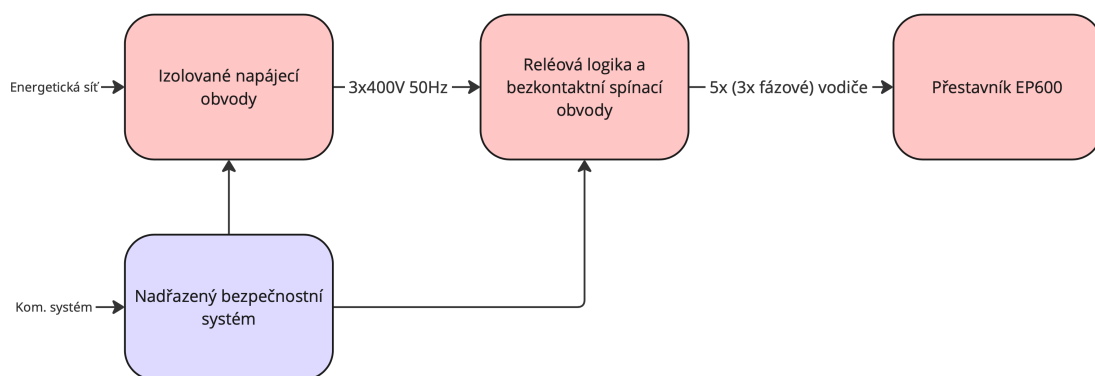 Izolované napájecí
obvody
Reléová logika a
bezkontaktní spínací
obvody
Energetická síť
3x400V 50Hz
5x (3x fázové) vodiče
Přestavník EP600
Nadřazený bezpečnostní
systém
Kom. systém